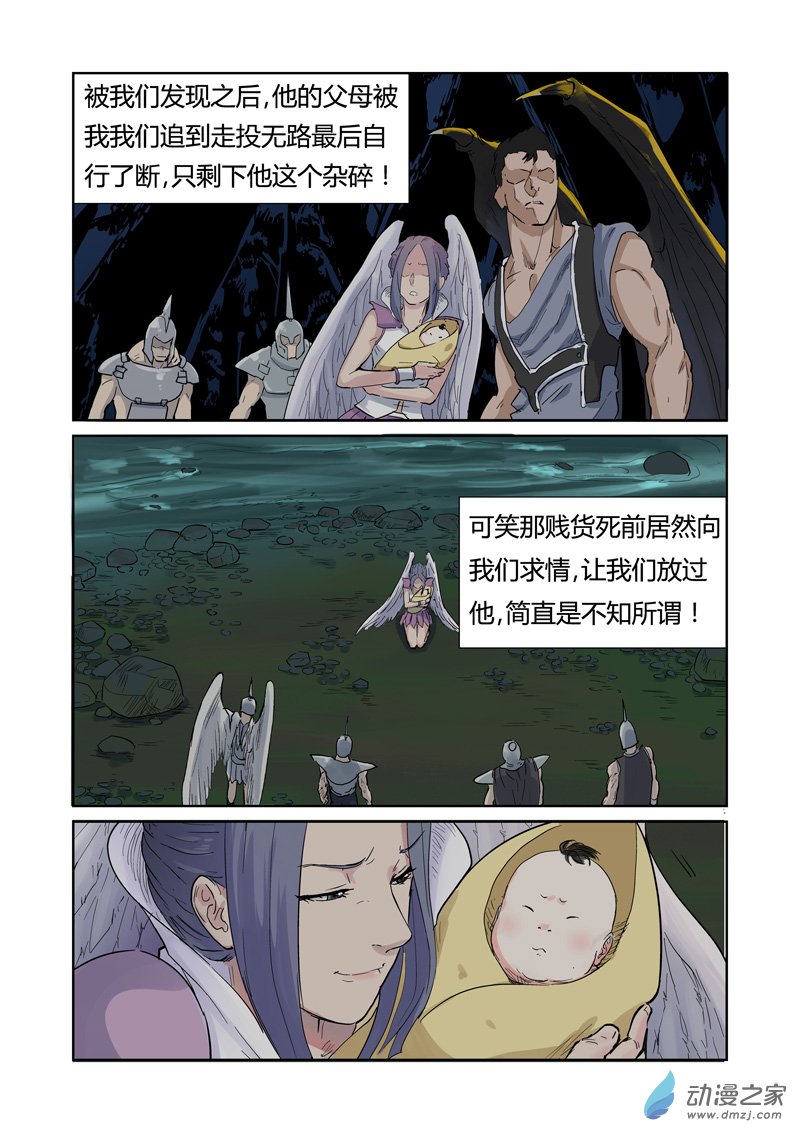 被我们发现之后，他的父母被
我我们追到走投无路最后自
行了断，只剩下他这个杂碎！
可笑那贱货死前居然向
我们求情，让我们放过
他，简直是不知所谓！
动漫之家
www.dmzj.com